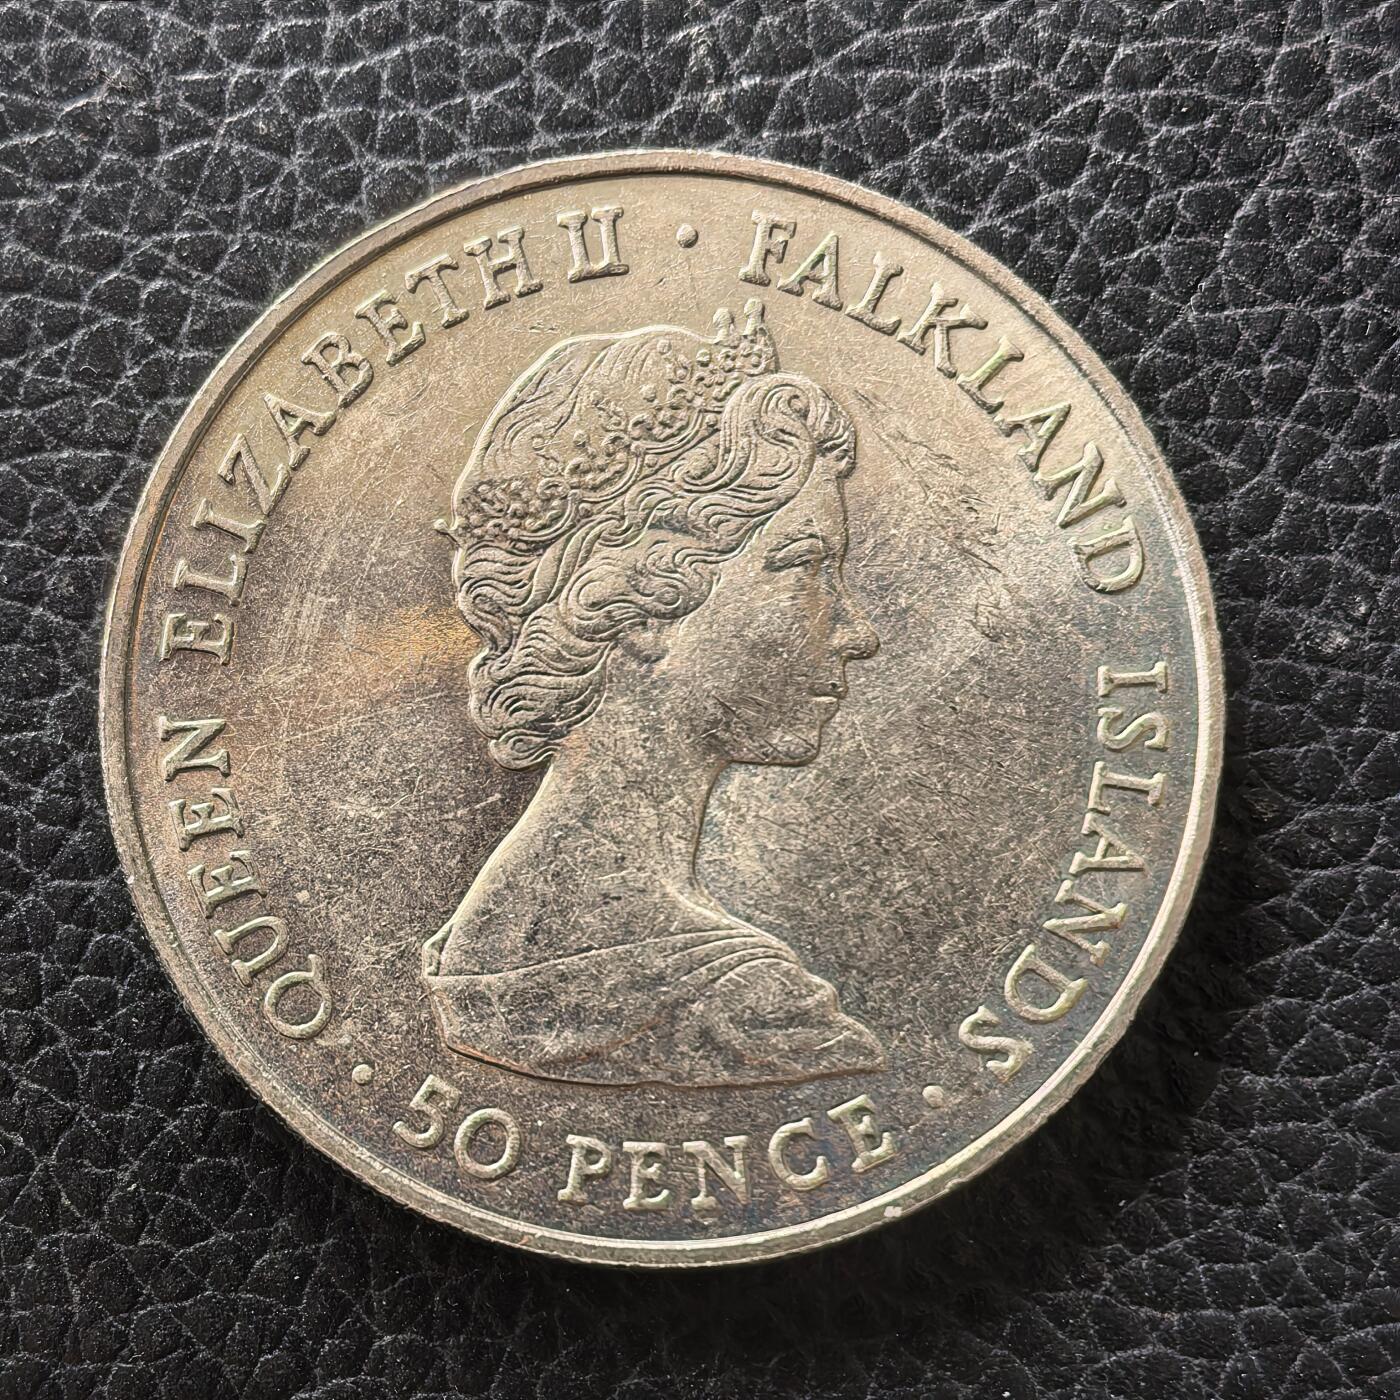 · QUEEN ELIZABETH II · FALKLAND ISLANDS
· 50 PENCE ·